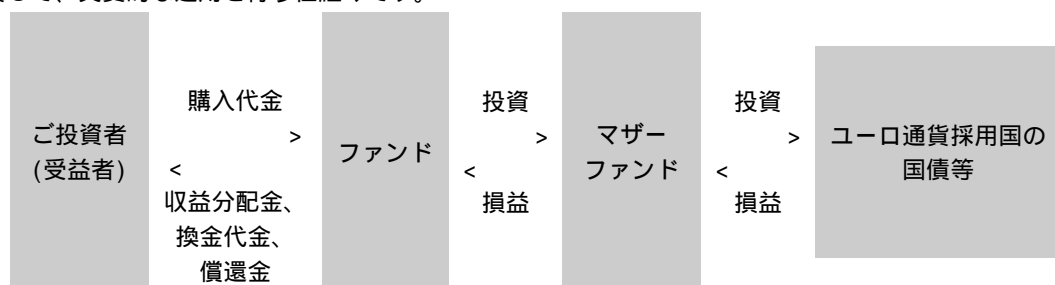 ご投資者
(受益者)
購入代金
>
<
収益分配金、
換金代金、
償還金
ファンド
投資
>
<
損益
マザー
ファンド
投資
>
<
損益
ユーロ通貨採用国の
国債等